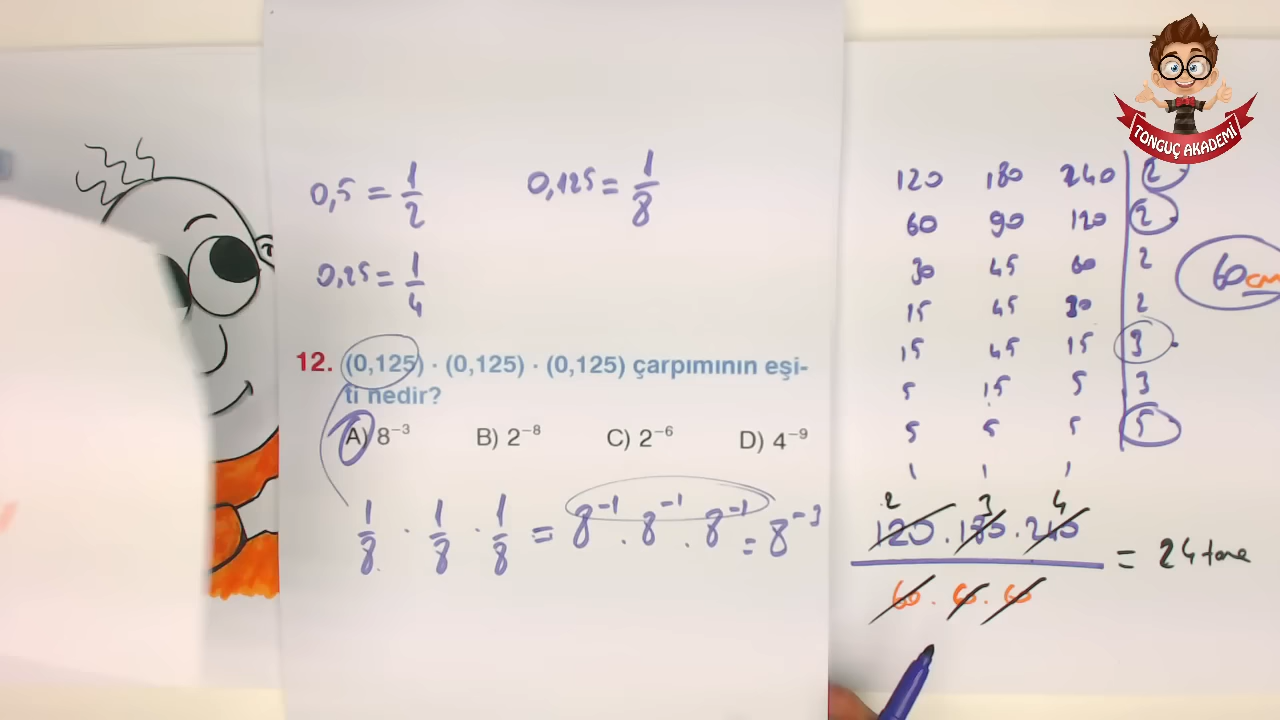 TONGUÇ AKADEMİ
0,5 = 1/2
0,125 = 1/8
0,25 = 1/4
12. (0,125) · (0,125) · (0,125) çarpımının eşi-
ti nedir?
A) 8⁻³ B) 2⁻⁸ C) 2⁻⁶ D) 4⁻⁹
1/8 · 1/8 · 1/8 = 8⁻¹ . 8⁻¹ . 8⁻¹ = 8⁻³
120 180 240 2
60 90 120 2
30 45 60 2
15 45 30 2
15 45 15 3
5 15 5 3
5 5 5 5
1 1 1
60 cm
2 3 4
120 . 180 . 240
60 . 60 . 60
= 24 tane